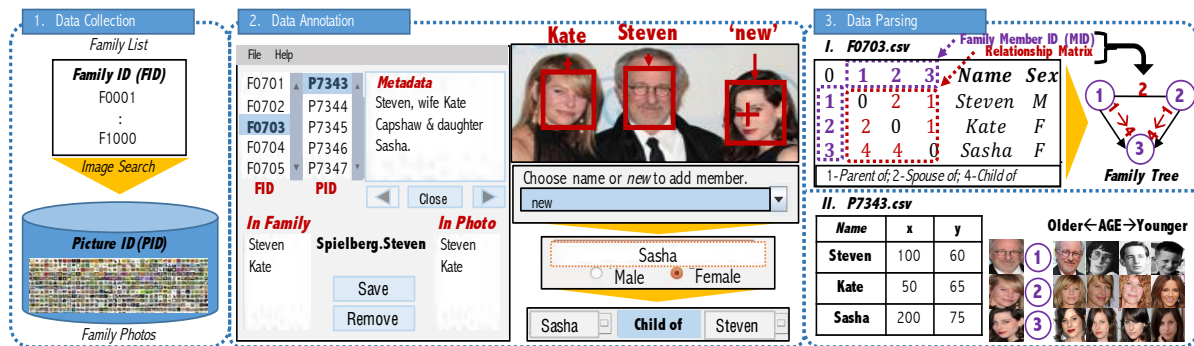 1. Data Collection
Family List
Family ID (FID)
F0001
:
F1000
Image Search
Picture ID (PID)
Family Photos
2. Data Annotation
File Help
F0701 P7343
F0702 P7344
F0703 P7345
F0704 P7346
F0705 P7347
FID PID
Metadata
Steven, wife Kate
Capshaw & daughter
Sasha.
Close
In Family
Steven
Kate
Spielberg.Steven
In Photo
Steven
Kate
Save
Remove
Kate Steven ‘new’
Choose name or new to add member.
new
Sasha
Male Female
Sasha Child of Steven
3. Data Parsing
I. F0703.csv
Family Member ID (MID)
Relationship Matrix
0 1 2 3 Name Sex
1 0 2 1 Steven M
2 2 0 1 Kate F
3 4 4 0 Sasha F
1-Parent of; 2-Spouse of; 4-Child of
1 2 2
1 4 1 4
3
Family Tree
II. P7343.csv
Name x y
Steven 100 60
Kate 50 65
Sasha 200 75
Older←AGE→Younger
1
2
3